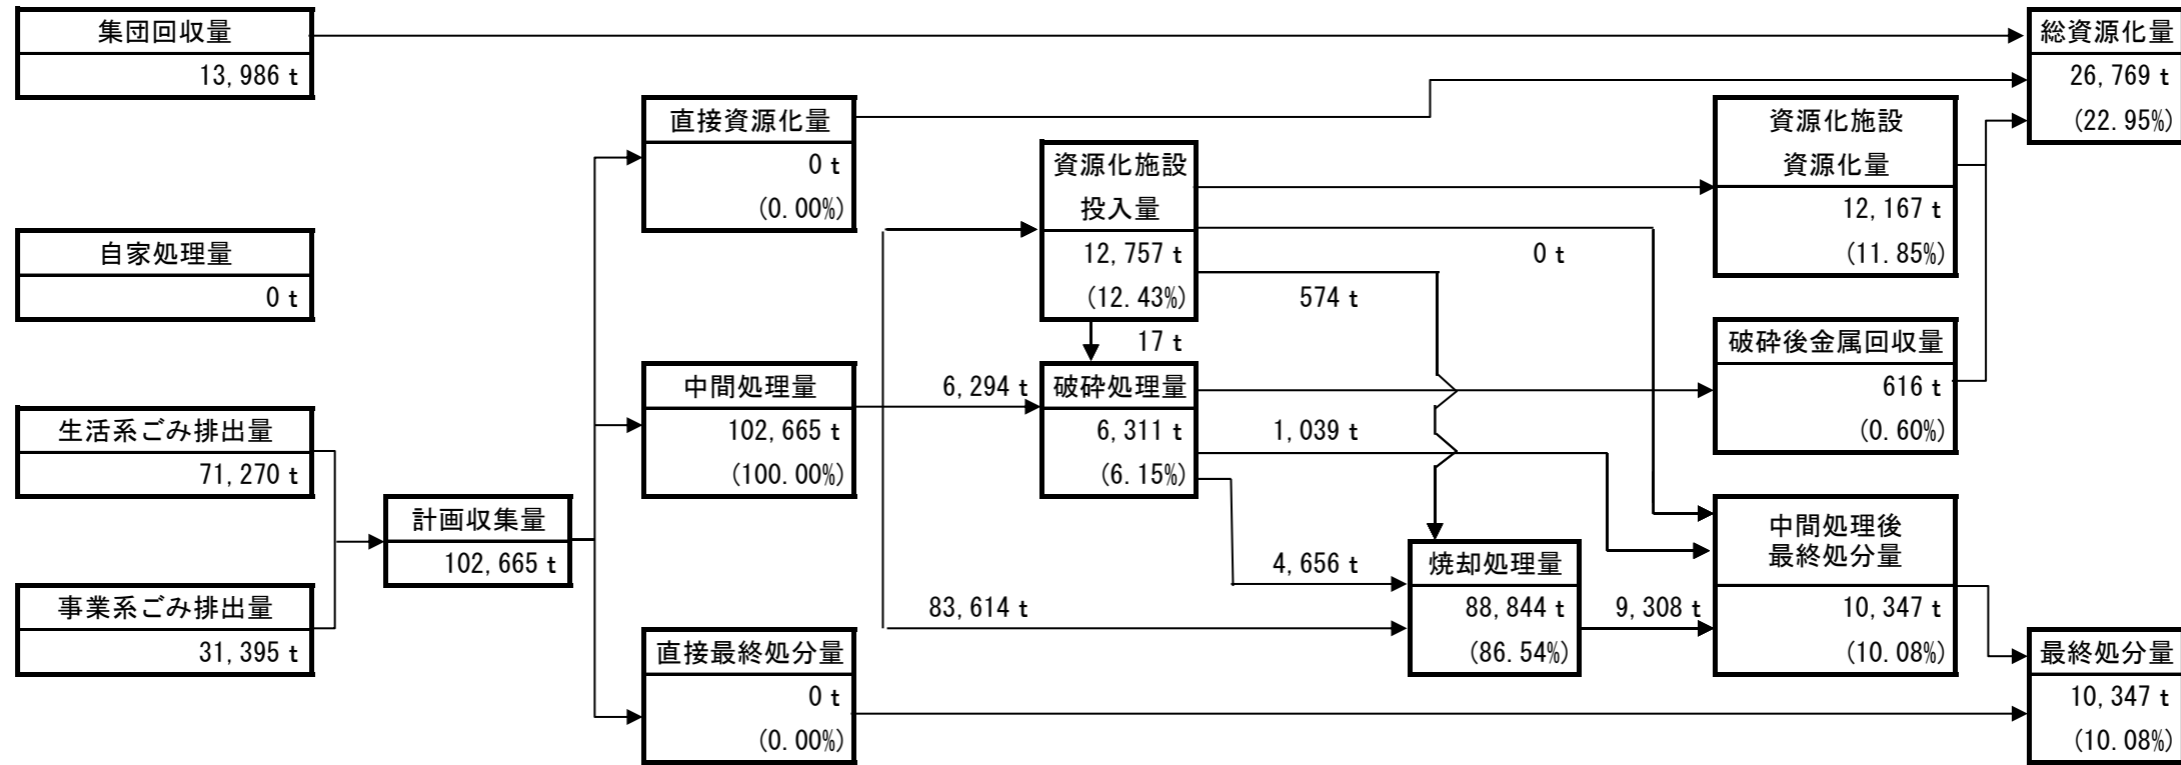 集団回収量
13,986 t
自家処理量
0 t
生活系ごみ排出量
71,270 t
事業系ごみ排出量
31,395 t
計画収集量
102,665 t
直接資源化量
0 t
(0.00%)
中間処理量
102,665 t
(100.00%)
直接最終処分量
0 t
(0.00%)
6,294 t
83,614 t
資源化施設
投入量
12,757 t
(12.43%)
17 t
破砕処理量
6,311 t
(6.15%)
0 t
574 t
1,039 t
4,656 t
焼却処理量
88,844 t
(86.54%)
9,308 t
資源化施設
資源化量
12,167 t
(11.85%)
破砕後金属回収量
616 t
(0.60%)
中間処理後
最終処分量
10,347 t
(10.08%)
総資源化量
26,769 t
(22.95%)
最終処分量
10,347 t
(10.08%)